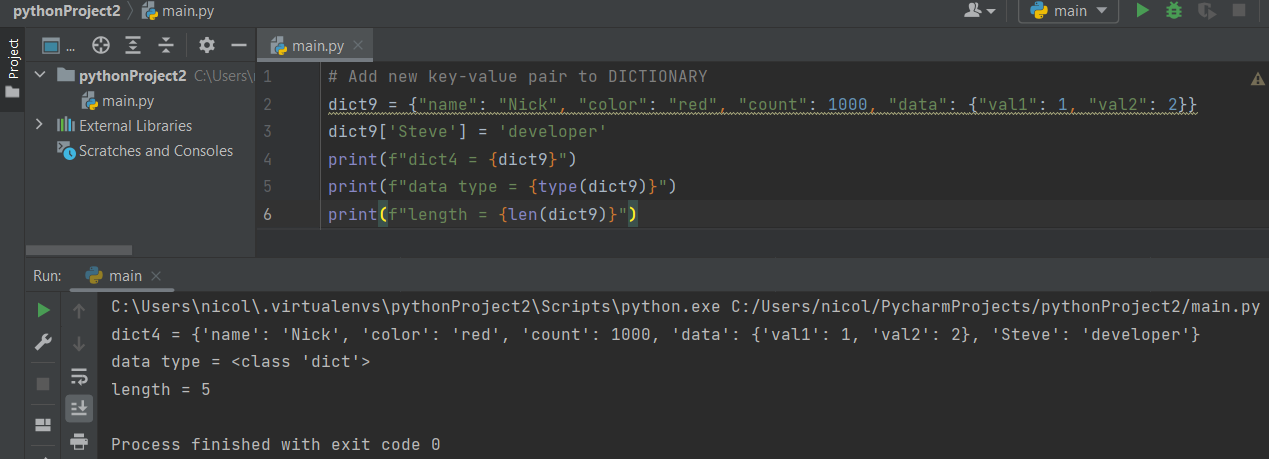 pythonProject2 main.py
main
Project
...
main.py
pythonProject2 C:\Users\
main.py
External Libraries
Scratches and Consoles
1 # Add new key-value pair to DICTIONARY
2 dict9 = {"name": "Nick", "color": "red", "count": 1000, "data": {"val1": 1, "val2": 2}}
3 dict9['Steve'] = 'developer'
4 print(f"dict4 = {dict9}")
5 print(f"data type = {type(dict9)}")
6 print(f"length = {len(dict9)}")
Run: main
C:\Users\nicol\.virtualenvs\pythonProject2\Scripts\python.exe C:/Users/nicol/PycharmProjects/pythonProject2/main.py
dict4 = {'name': 'Nick', 'color': 'red', 'count': 1000, 'data': {'val1': 1, 'val2': 2}, 'Steve': 'developer'}
data type = <class 'dict'>
length = 5
Process finished with exit code 0